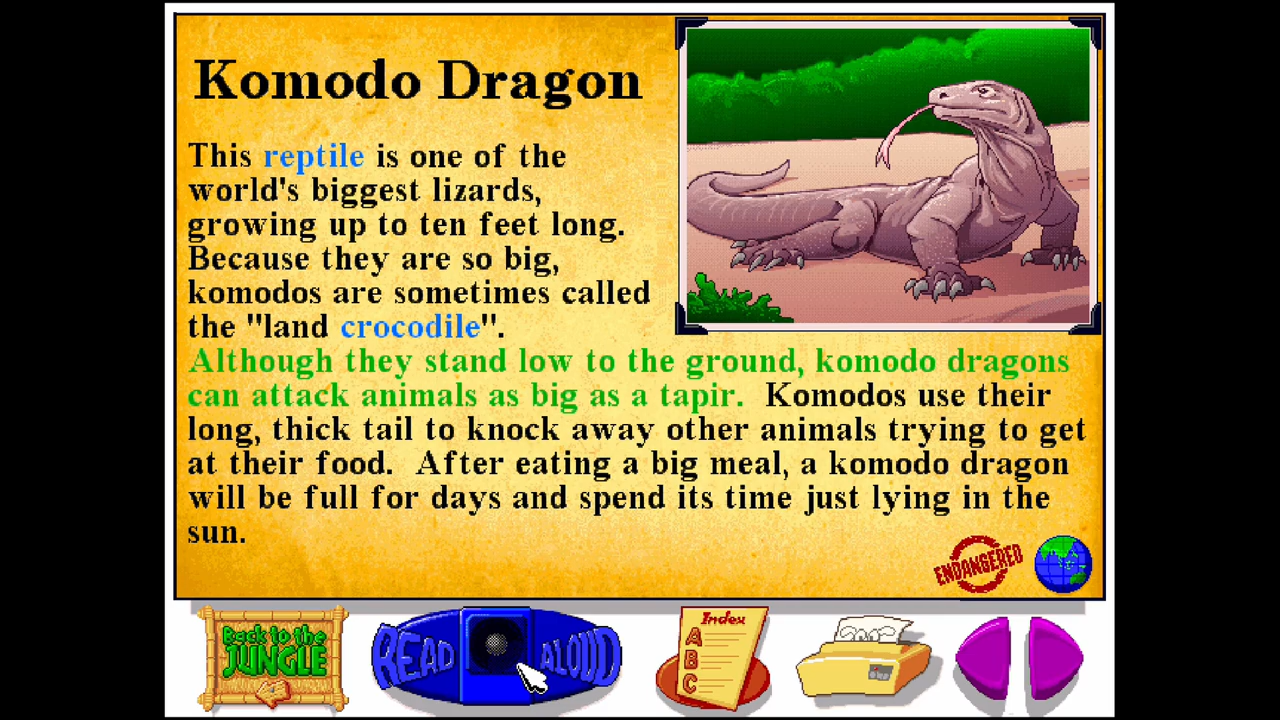 Komodo Dragon
This reptile is one of the
world's biggest lizards,
growing up to ten feet long.
Because they are so big,
komodos are sometimes called
the "land crocodile".
Although they stand low to the ground, komodo dragons
can attack animals as big as a tapir. Komodos use their
long, thick tail to knock away other animals trying to get
at their food. After eating a big meal, a komodo dragon
will be full for days and spend its time just lying in the
sun.
ENDANGERED
Back to the
JUNGLE
READ ALOUD
Index
A
B
C